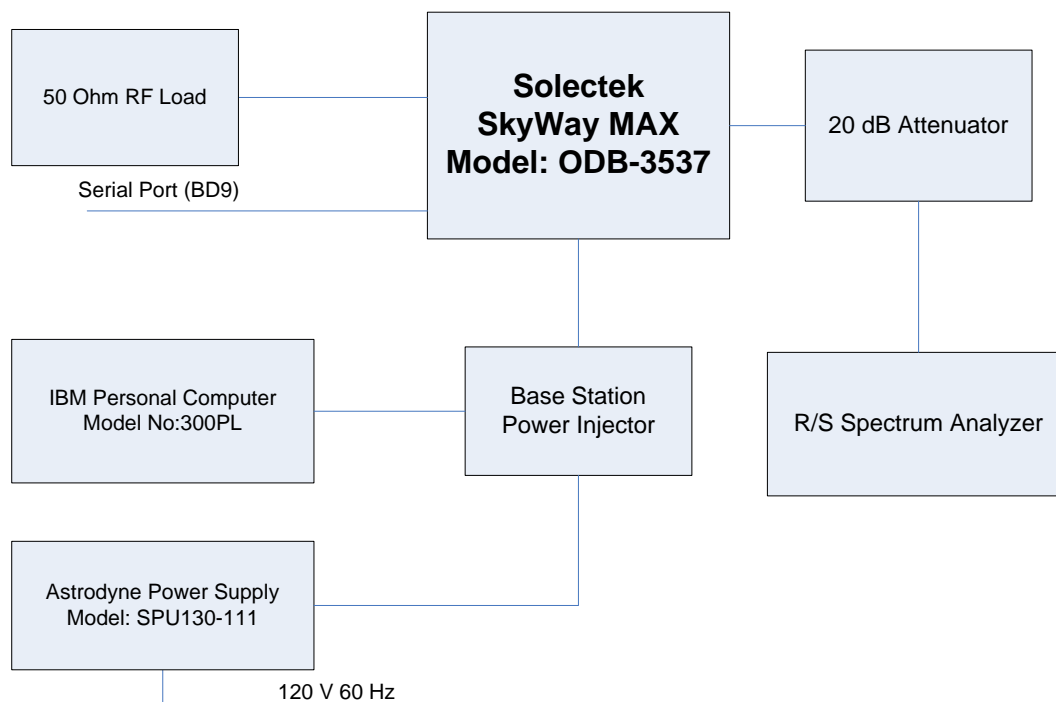 50 Ohm RF Load
Solectek
SkyWay MAX
Model: ODB-3537
20 dB Attenuator
Serial Port (BD9)
IBM Personal Computer
Model No:300PL
Base Station
Power Injector
R/S Spectrum Analyzer
Astrodyne Power Supply
Model: SPU130-111
120 V 60 Hz